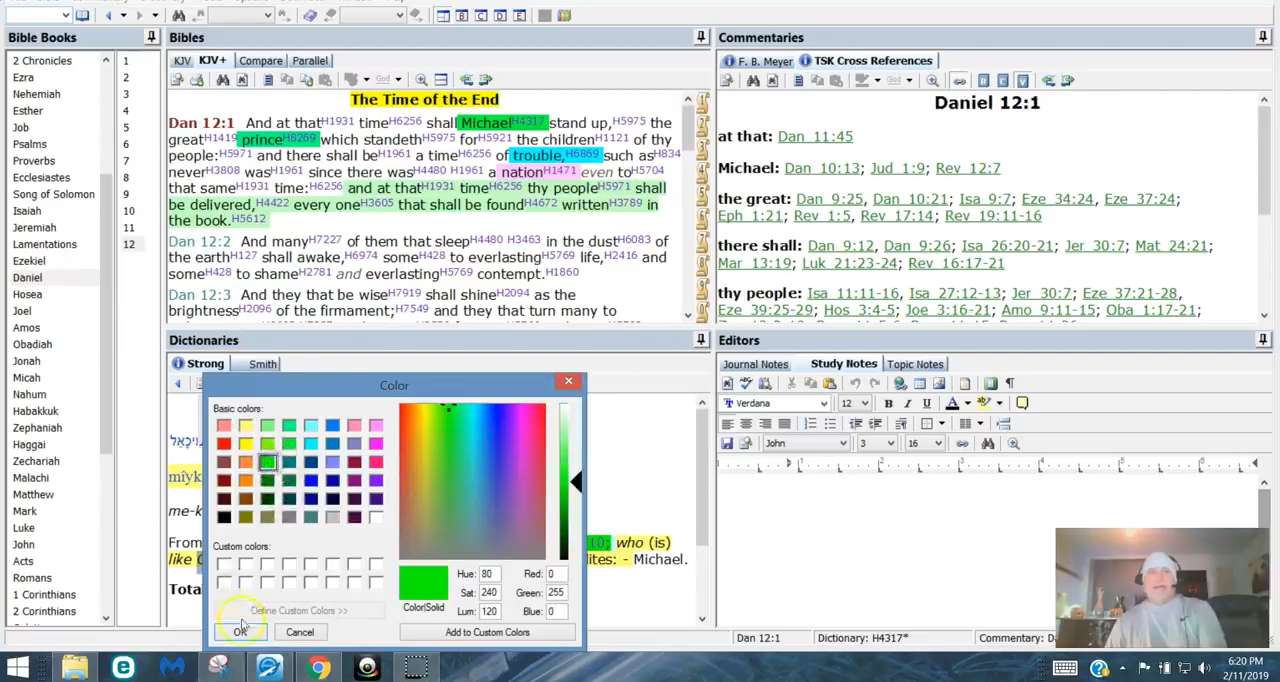 Bible Books
2 Chronicles
Ezra
Nehemiah
Esther
Job
Psalms
Proverbs
Ecclesiastes
Song of Solomon
Isaiah
Jeremiah
Lamentations
Ezekiel
Daniel
Hosea
Joel
Amos
Obadiah
Jonah
Micah
Nahum
Habakkuk
Zephaniah
Haggai
Zechariah
Malachi
Matthew
Mark
Luke
John
Acts
Romans
1 Corinthians
2 Corinthians
1
2
3
4
5
6
7
8
9
10
11
12
B C D E
Bibles
KJV KJV+ Compare Parallel
God
The Time of the End
Dan 12:1 And at that H1931 time H6256 shall Michael H4317 stand up, H5975 the
great H1419 prince H8269 which standeth H5975 for H5921 the children H1121 of thy
people: H5971 and there shall be H1961 a time H6256 of trouble, H6869 such as H834
never H3808 was H1961 since there was H4480 H1961 a nation H1471 even to H5704
that same H1931 time: H6256 and at that H1931 time H6256 thy people H5971 shall
be delivered, H4422 every one H3605 that shall be found H4672 written H3789 in
the book. H5612
Dan 12:2 And many H7227 of them that sleep H4480 H3463 in the dust H6083 of
the earth H127 shall awake, H6974 some H428 to everlasting H5769 life, H2416 and
some H428 to shame H2781 and everlasting H5769 contempt. H1860
Dan 12:3 And they that be wise H7919 shall shine H2094 as the
brightness H2096 of the firmament; H7549 and they that turn many to
Commentaries
F. B. Meyer TSK Cross References
God
B C V
Daniel 12:1
at that: Dan 11:45
Michael: Dan 10:13; Jud 1:9; Rev 12:7
the great: Dan 9:25, Dan 10:21; Isa 9:7; Eze 34:24, Eze 37:24;
Eph 1:21; Rev 1:5, Rev 17:14; Rev 19:11-16
there shall: Dan 9:12, Dan 9:26; Isa 26:20-21; Jer 30:7; Mat 24:21;
Mar 13:19; Luk 21:23-24; Rev 16:17-21
thy people: Isa 11:11-16, Isa 27:12-13; Jer 30:7; Eze 37:21-28,
Eze 39:25-29; Hos 3:4-5; Joe 3:16-21; Amo 9:11-15; Oba 1:17-21;
Dictionaries
Strong Smith
mîyk
me-k
From
10; who (is)
like
ites: - Michael.
Tota
Color
Basic colors:
Custom colors:
Define Custom Colors >>
OK Cancel
Color|Solid
Hue: 80 Red: 0
Sat: 240 Green: 255
Lum: 120 Blue: 0
Add to Custom Colors
Editors
Journal Notes Study Notes Topic Notes
Verdana 12 B I U A ab
John 3 16
1 2 3 4 5
Dan 12:1 Dictionary: H4317* Commentary: D
6:20 PM
2/11/2019